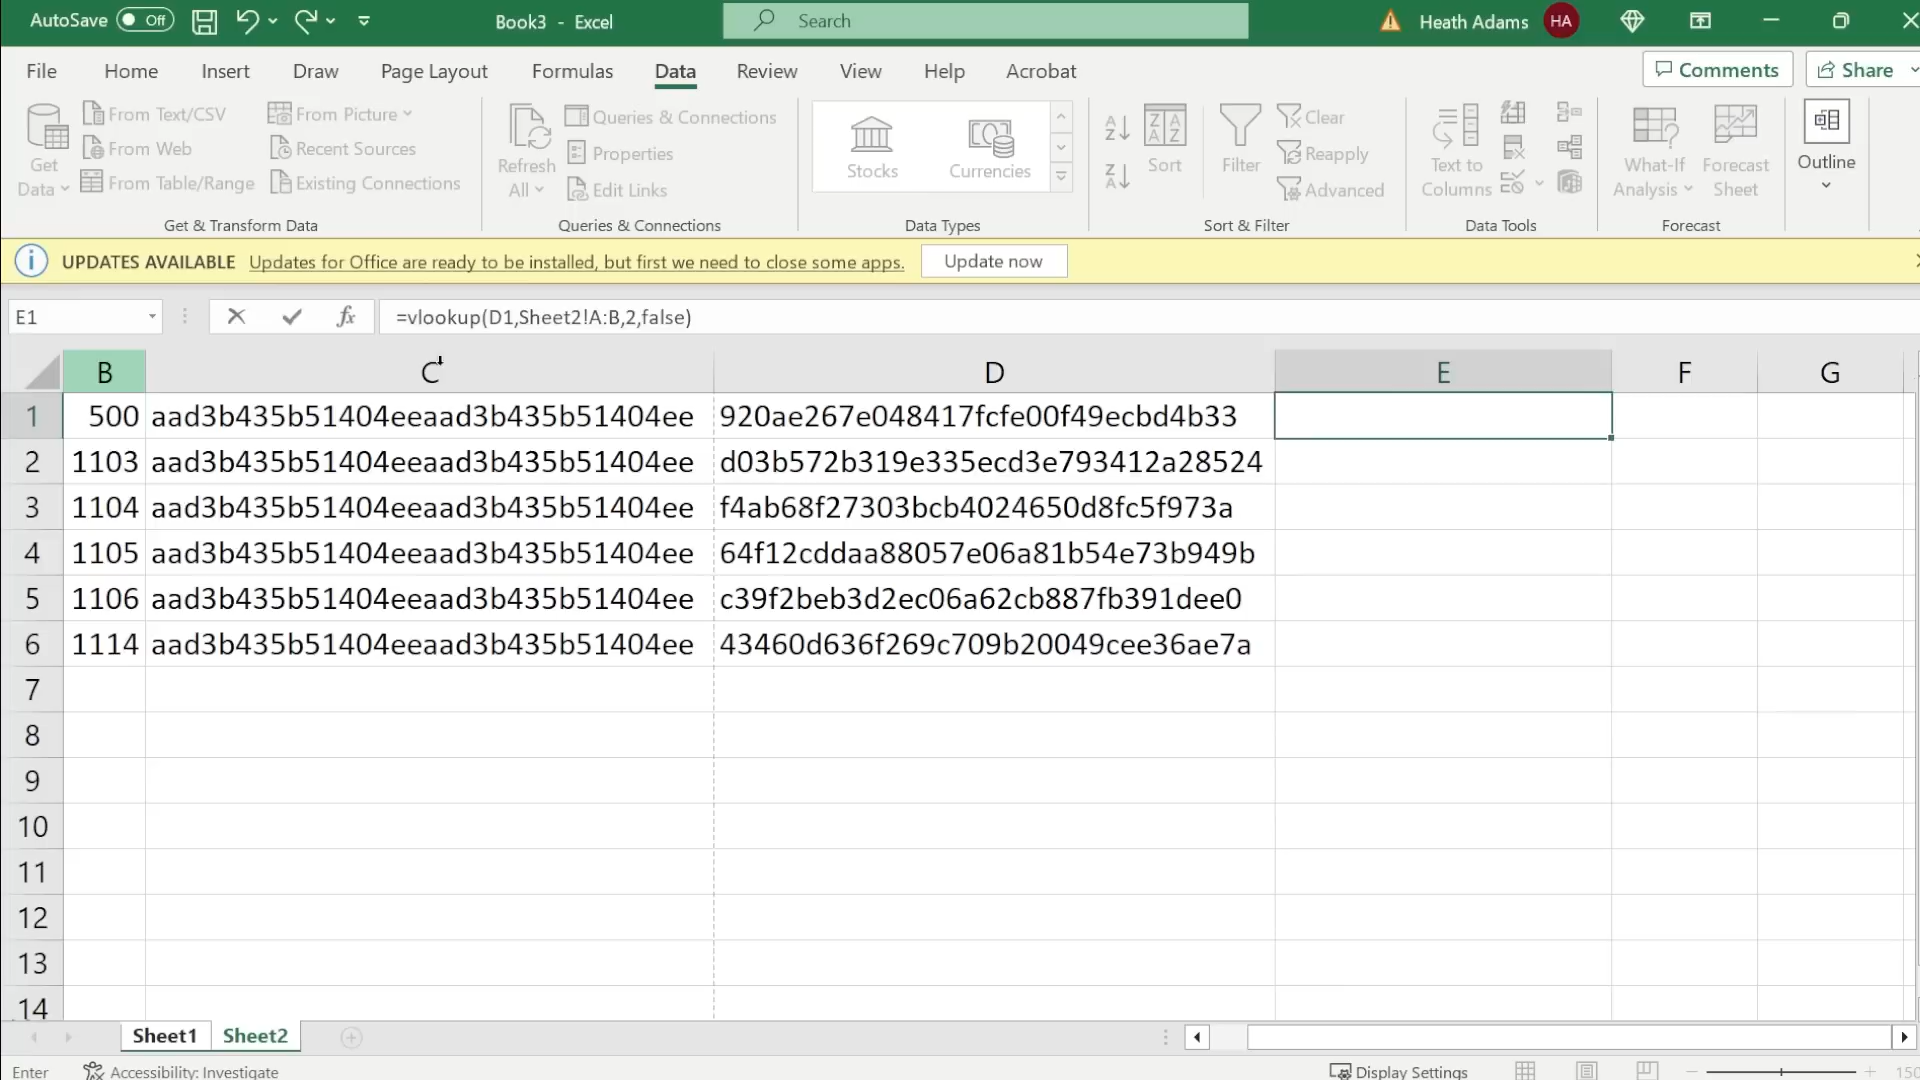 AutoSave Off Book3 - Excel Search Heath Adams HA
File Home Insert Draw Page Layout Formulas Data Review View Help Acrobat Comments Share
Get Data
From Text/CSV
From Web
From Table/Range
From Picture
Recent Sources
Existing Connections
Get & Transform Data
Refresh All
Queries & Connections
Properties
Edit Links
Queries & Connections
Stocks
Currencies
Data Types
Sort
Filter
Clear
Reapply
Advanced
Sort & Filter
Text to Columns
Data Tools
What-If Analysis
Forecast Sheet
Forecast
Outline
UPDATES AVAILABLE Updates for Office are ready to be installed, but first we need to close some apps. Update now
E1 fx =vlookup(D1,Sheet2!A:B,2,false)
B C D E F G
1 500 aad3b435b51404eeaad3b435b51404ee 920ae267e048417fcfe00f49ecbd4b33
2 1103 aad3b435b51404eeaad3b435b51404ee d03b572b319e335ecd3e793412a28524
3 1104 aad3b435b51404eeaad3b435b51404ee f4ab68f27303bcb4024650d8fc5f973a
4 1105 aad3b435b51404eeaad3b435b51404ee 64f12cddaa88057e06a81b54e73b949b
5 1106 aad3b435b51404eeaad3b435b51404ee c39f2beb3d2ec06a62cb887fb391dee0
6 1114 aad3b435b51404eeaad3b435b51404ee 43460d636f269c709b20049cee36ae7a
7
8
9
10
11
12
13
14
Sheet1 Sheet2
Enter Accessibility: Investigate Display Settings